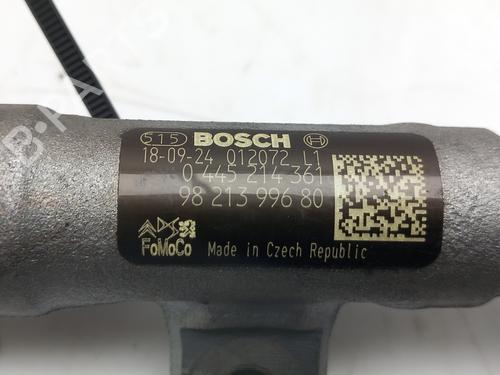 515 BOSCH
18-09-24 012072 L1
0 445 214 361
98 213 996 80
FoMoCo Made in Czech Republic
B-PARTS